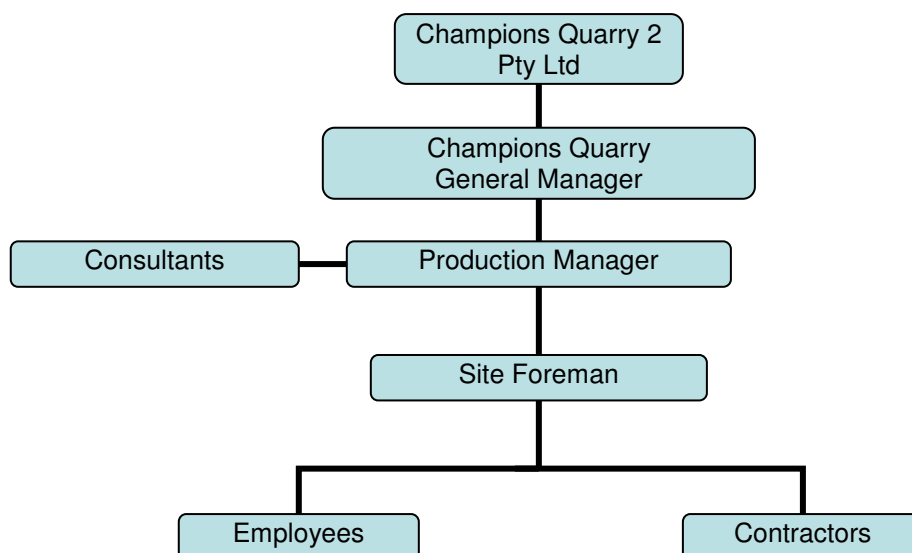 Champions Quarry 2
Pty Ltd
Champions Quarry
General Manager
Consultants
Production Manager
Site Foreman
Employees
Contractors